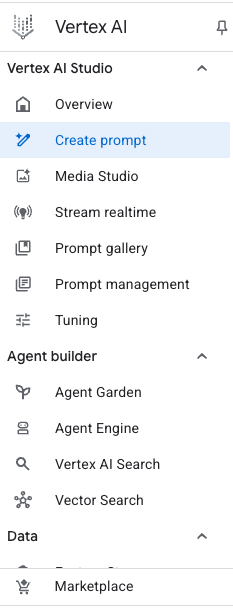 Vertex AI
Vertex AI Studio
Overview
Create prompt
Media Studio
Stream realtime
Prompt gallery
Prompt management
Tuning
Agent builder
Agent Garden
Agent Engine
Vertex AI Search
Vector Search
Data
Marketplace